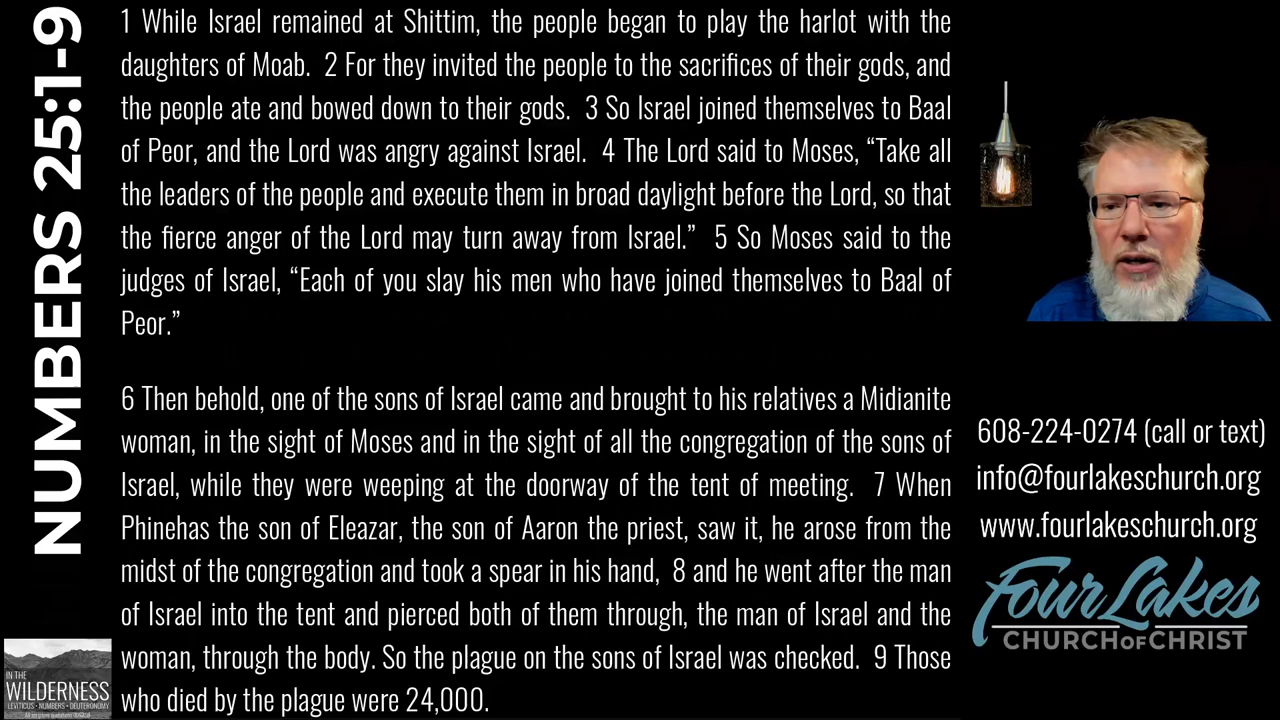 NUMBERS 25:1-9
1 While Israel remained at Shittim, the people began to play the harlot with the
daughters of Moab.  2 For they invited the people to the sacrifices of their gods, and
the people ate and bowed down to their gods.  3 So Israel joined themselves to Baal
of Peor, and the Lord was angry against Israel.  4 The Lord said to Moses, “Take all
the leaders of the people and execute them in broad daylight before the Lord, so that
the fierce anger of the Lord may turn away from Israel.”  5 So Moses said to the
judges of Israel, “Each of you slay his men who have joined themselves to Baal of
Peor.”
6 Then behold, one of the sons of Israel came and brought to his relatives a Midianite
woman, in the sight of Moses and in the sight of all the congregation of the sons of
Israel, while they were weeping at the doorway of the tent of meeting.  7 When
Phinehas the son of Eleazar, the son of Aaron the priest, saw it, he arose from the
midst of the congregation and took a spear in his hand,  8 and he went after the man
of Israel into the tent and pierced both of them through, the man of Israel and the
woman, through the body. So the plague on the sons of Israel was checked.  9 Those
who died by the plague were 24,000.
608-224-0274 (call or text)
info@fourlakeschurch.org
www.fourlakeschurch.org
Four Lakes
CHURCH OF CHRIST
IN THE
WILDERNESS
LEVITICUS • NUMBERS • DEUTERONOMY